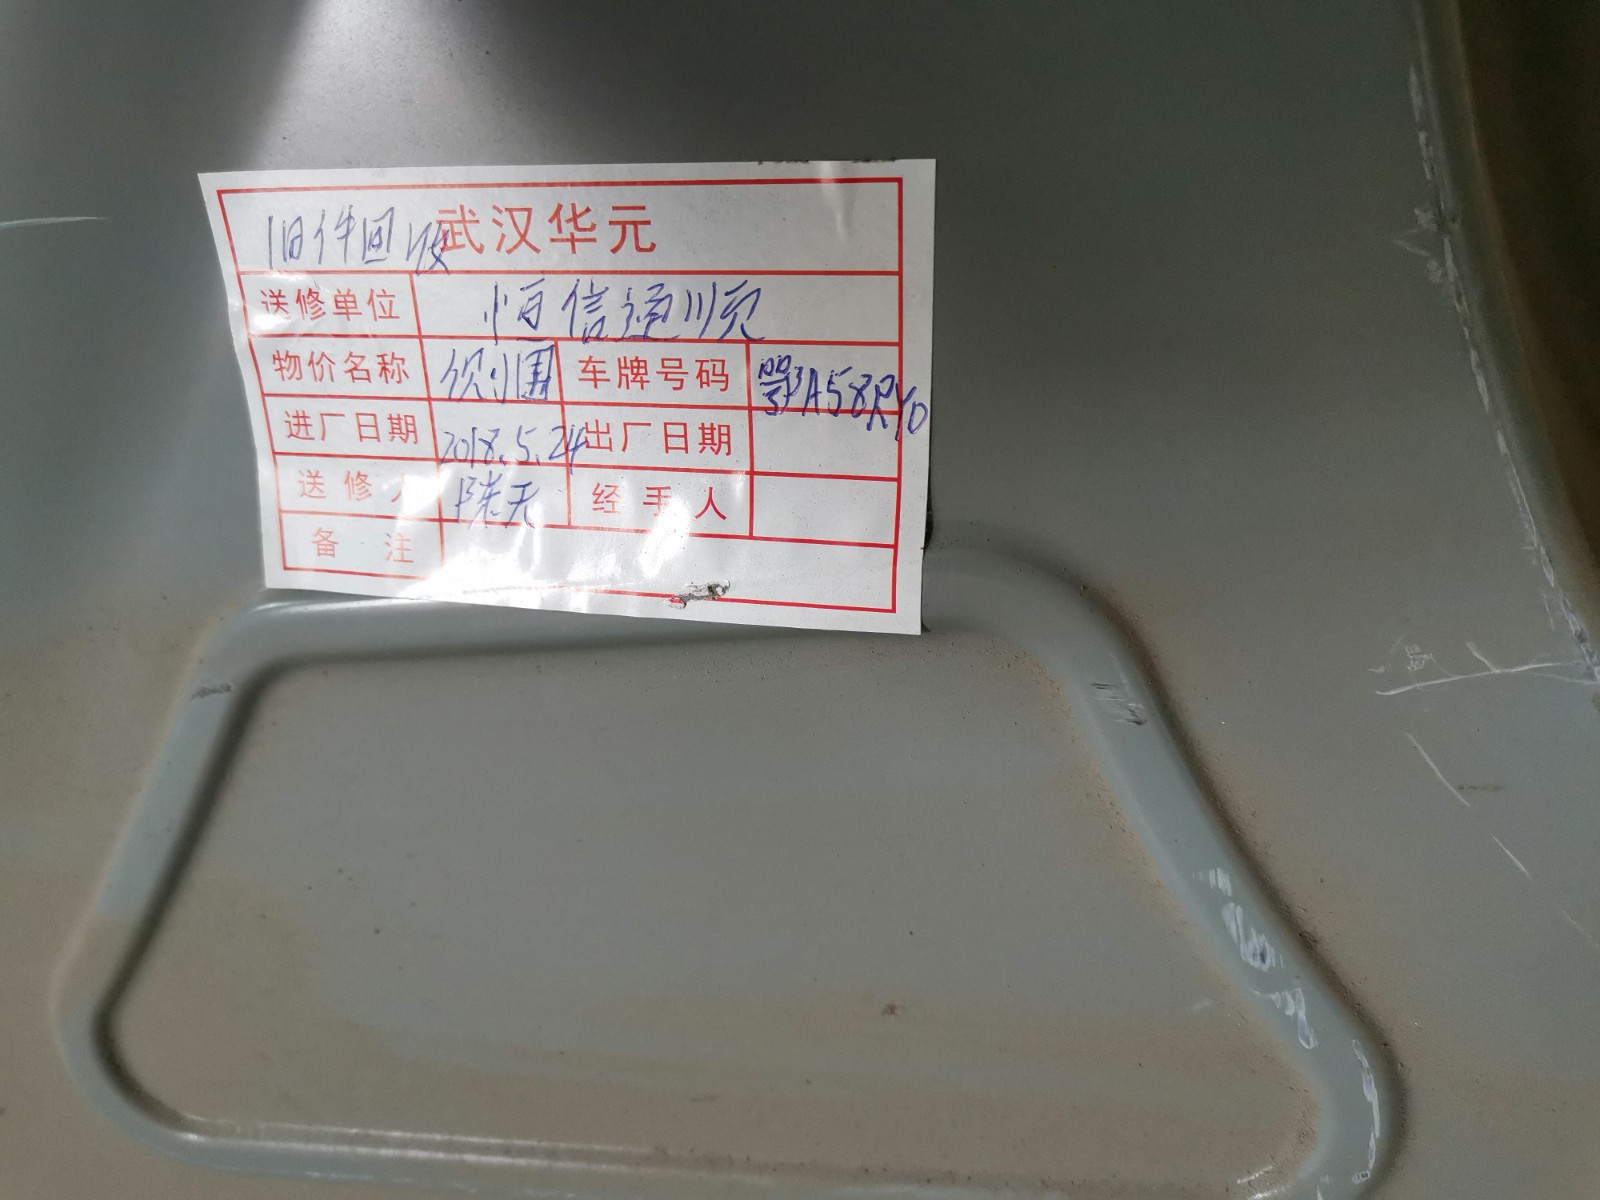 旧件回收 武汉华元
送修单位 恒信通顺
物价名称 车牌号码 鄂A58RY0
进厂日期 2018.5.24 出厂日期
送修人 陈天 经手人
备注